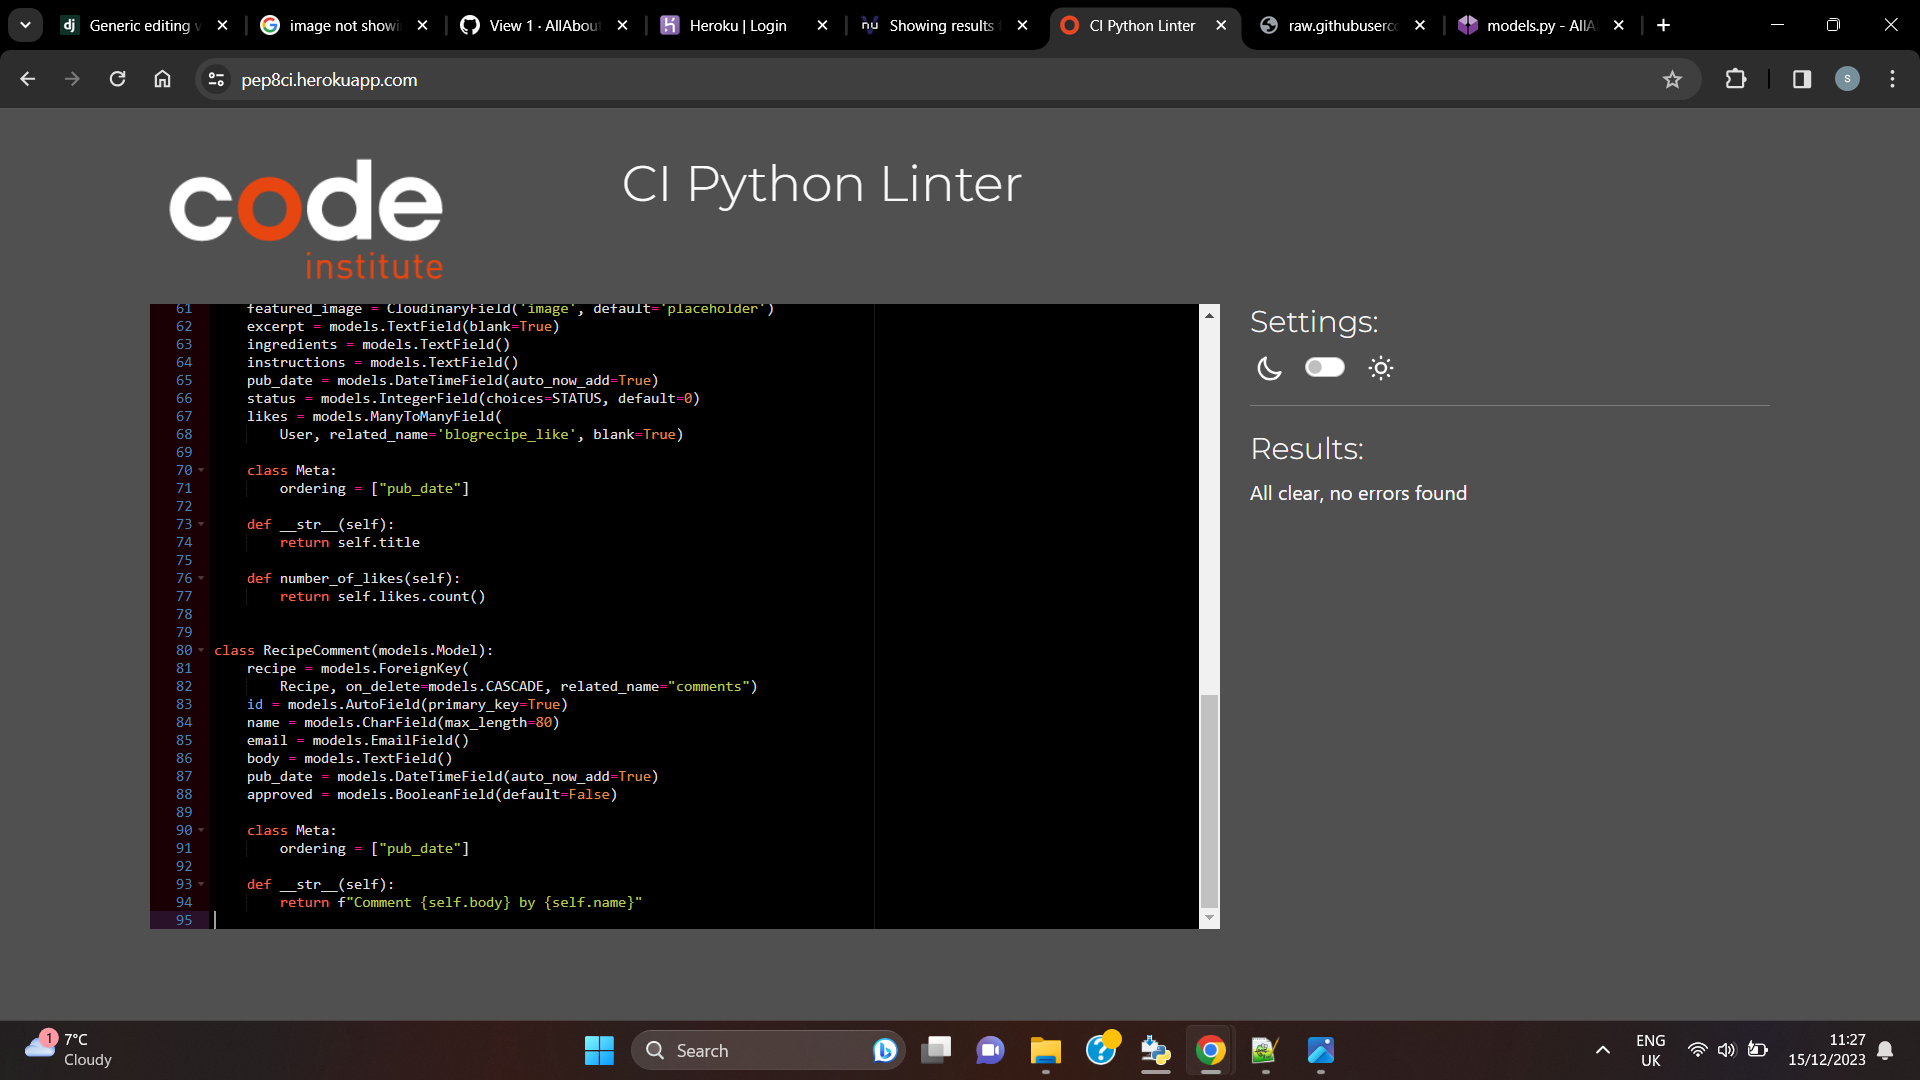 Generic editing v
image not showi
View 1 · AllAbou
Heroku | Login
Showing results f
CI Python Linter
raw.githubuserco
models.py - AllA
pep8ci.herokuapp.com
S
code
institute
CI Python Linter
61 featured_image = CloudinaryField('image', default='placeholder')
62 excerpt = models.TextField(blank=True)
63 ingredients = models.TextField()
64 instructions = models.TextField()
65 pub_date = models.DateTimeField(auto_now_add=True)
66 status = models.IntegerField(choices=STATUS, default=0)
67 likes = models.ManyToManyField(
68 User, related_name='blogrecipe_like', blank=True)
69
70 class Meta:
71 ordering = ["pub_date"]
72
73 def __str__(self):
74 return self.title
75
76 def number_of_likes(self):
77 return self.likes.count()
78
79
80 class RecipeComment(models.Model):
81 recipe = models.ForeignKey(
82 Recipe, on_delete=models.CASCADE, related_name="comments")
83 id = models.AutoField(primary_key=True)
84 name = models.CharField(max_length=80)
85 email = models.EmailField()
86 body = models.TextField()
87 pub_date = models.DateTimeField(auto_now_add=True)
88 approved = models.BooleanField(default=False)
89
90 class Meta:
91 ordering = ["pub_date"]
92
93 def __str__(self):
94 return f"Comment {self.body} by {self.name}"
95
Settings:
Results:
All clear, no errors found
1
7°C
Cloudy
Search
ENG
UK
11:27
15/12/2023